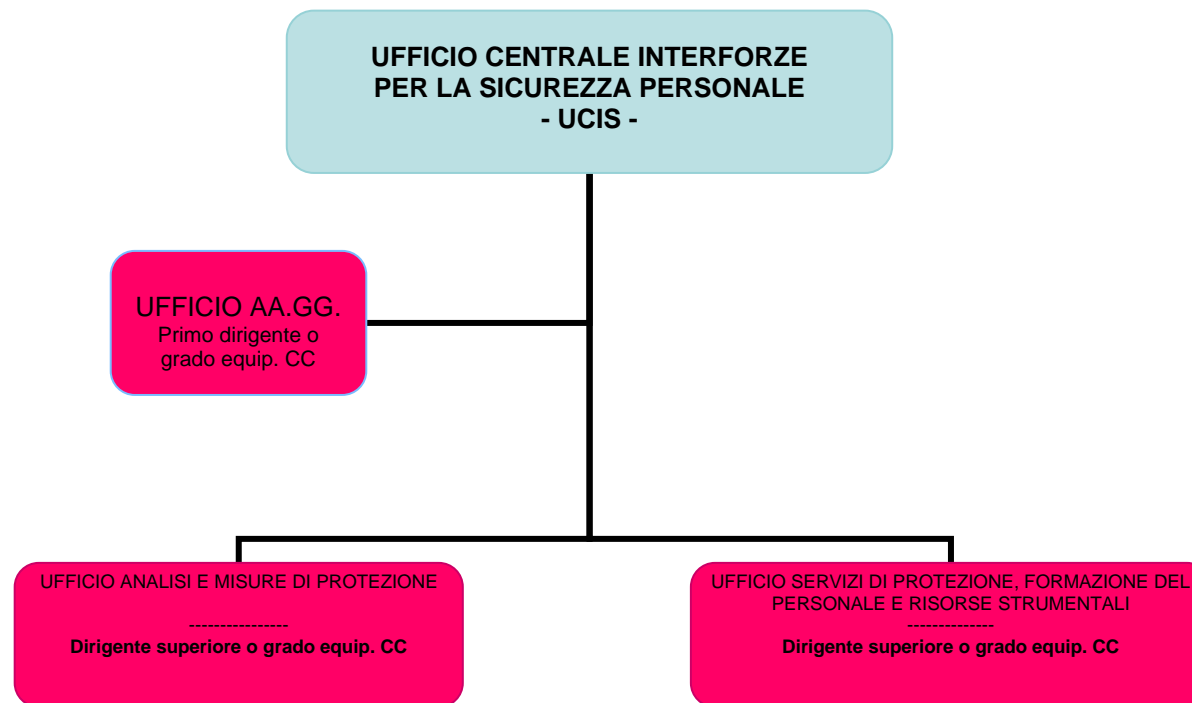 UFFICIO CENTRALE INTERFORZE
PER LA SICUREZZA PERSONALE
- UCIS -
UFFICIO AA.GG.
Primo dirigente o
grado equip. CC
UFFICIO ANALISI E MISURE DI PROTEZIONE
----------------
Dirigente superiore o grado equip. CC
UFFICIO SERVIZI DI PROTEZIONE, FORMAZIONE DEL
PERSONALE E RISORSE STRUMENTALI
--------------
Dirigente superiore o grado equip. CC